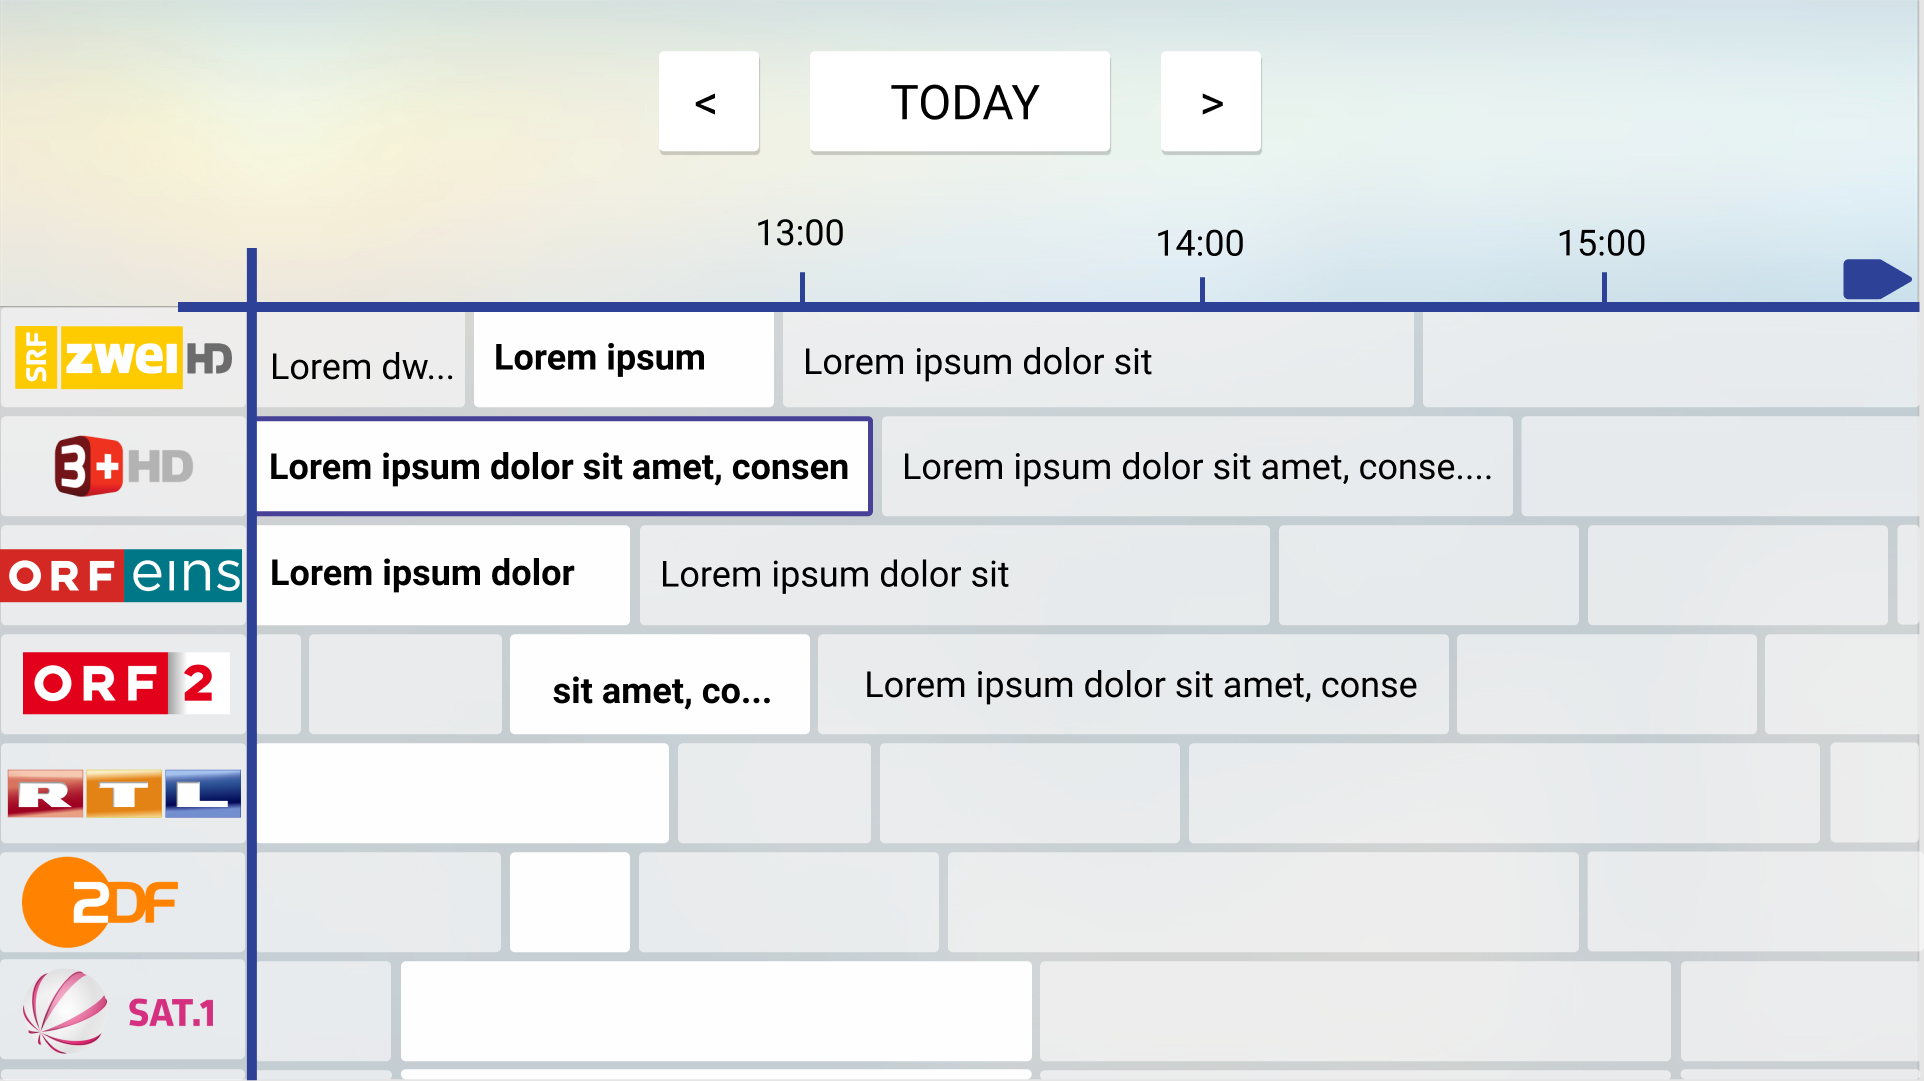 < TODAY >
13:00 14:00 15:00
SRF zwei HD Lorem dw... Lorem ipsum Lorem ipsum dolor sit
3+ HD Lorem ipsum dolor sit amet, consen Lorem ipsum dolor sit amet, conse....
ORF eins Lorem ipsum dolor Lorem ipsum dolor sit
ORF 2 sit amet, co... Lorem ipsum dolor sit amet, conse
RTL
2DF
SAT.1